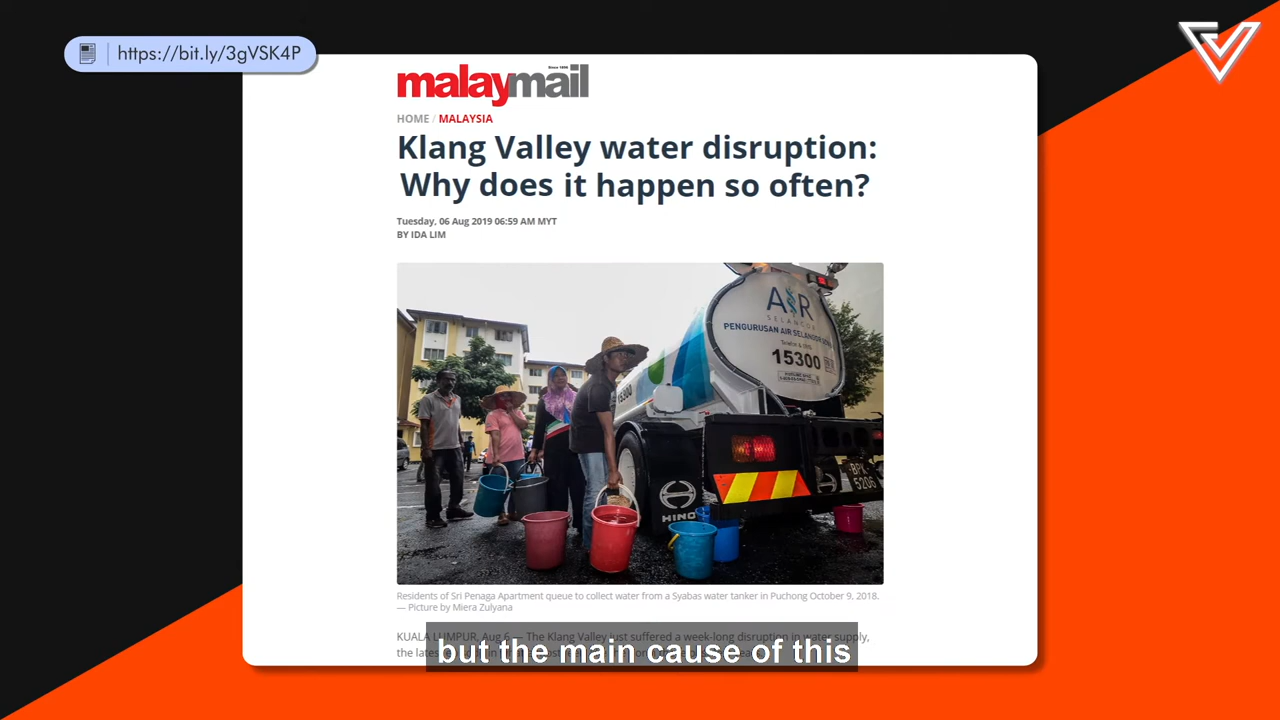 https://bit.ly/3gVSK4P
malaymail
HOME / MALAYSIA
Klang Valley water disruption:
Why does it happen so often?
Tuesday, 06 Aug 2019 06:59 AM MYT
BY IDA LIM
AIR
SELANGOR
PENGURUSAN AIR SELANGOR
15300
15300
HINO
BPK
5206
Residents of Sri Penaga Apartment queue to collect water from a Syabas water tanker in Puchong October 9, 2018.
— Picture by Miera Zulyana
KUALA LUMPUR, Aug 6 — The Klang Valley just suffered a week-long disruption in water supply,
the
but the main cause of this